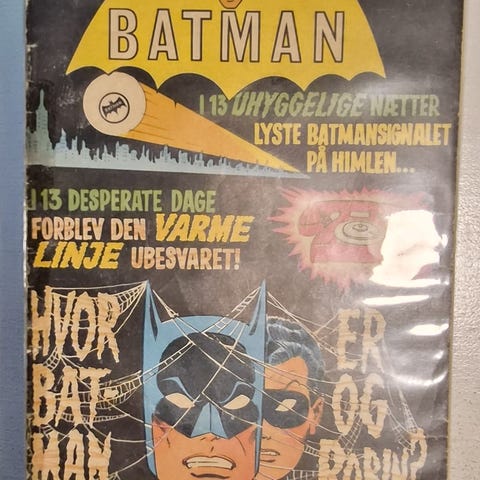 BATMAN
I 13 UHYGGELIGE NÆTTER
LYSTE BATMANSIGNALET
PÅ HIMLEN...
I 13 DESPERATE DAGE
FORBLEV DEN VARME
LINJE UBESVARET!
HVOR
BAT-
MAN
ER
OG
ROBIN?